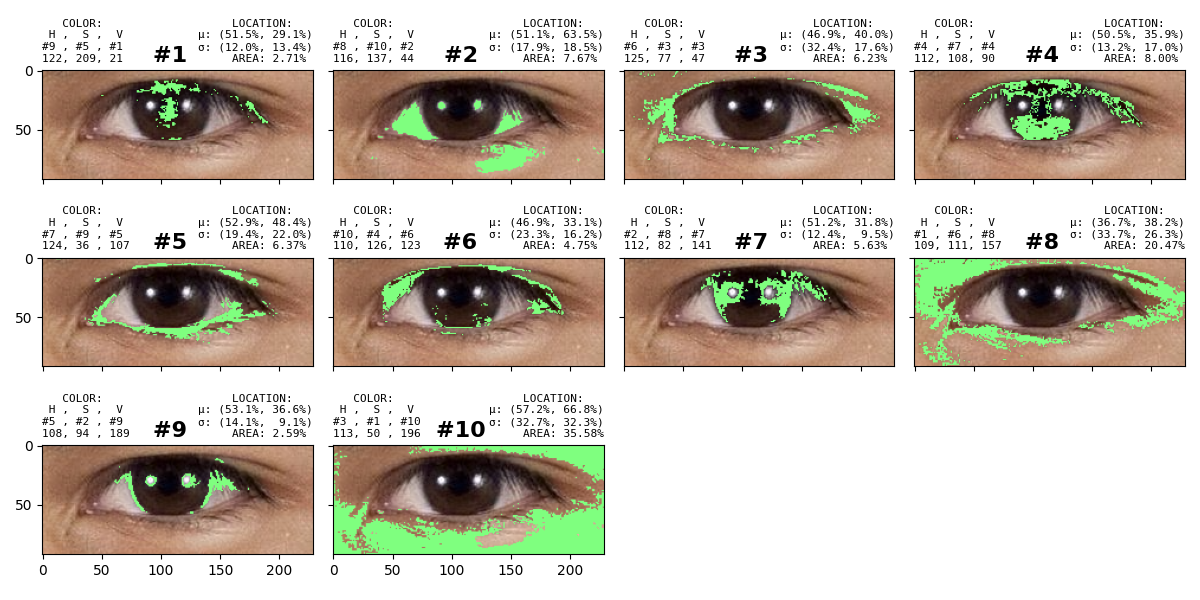 COLOR: LOCATION:
H , S , V μ: (51.5%, 29.1%)
#9 , #5 , #1 #1 σ: (12.0%, 13.4%)
122, 209, 21 AREA: 2.71%
COLOR: LOCATION:
H , S , V μ: (51.1%, 63.5%)
#8 , #10, #2 #2 σ: (17.9%, 18.5%)
116, 137, 44 AREA: 7.67%
COLOR: LOCATION:
H , S , V μ: (46.9%, 40.0%)
#6 , #3 , #3 #3 σ: (32.4%, 17.6%)
125, 77 , 47 AREA: 6.23%
COLOR: LOCATION:
H , S , V μ: (50.5%, 35.9%)
#4 , #7 , #4 #4 σ: (13.2%, 17.0%)
112, 108, 90 AREA: 8.00%
0
50
COLOR: LOCATION:
H , S , V μ: (52.9%, 48.4%)
#7 , #9 , #5 #5 σ: (19.4%, 22.0%)
124, 36 , 107 AREA: 6.37%
COLOR: LOCATION:
H , S , V μ: (46.9%, 33.1%)
#10, #4 , #6 #6 σ: (23.3%, 16.2%)
110, 126, 123 AREA: 4.75%
COLOR: LOCATION:
H , S , V μ: (51.2%, 31.8%)
#2 , #8 , #7 #7 σ: (12.4%, 9.5%)
112, 82 , 141 AREA: 5.63%
COLOR: LOCATION:
H , S , V μ: (36.7%, 38.2%)
#1 , #6 , #8 #8 σ: (33.7%, 26.3%)
109, 111, 157 AREA: 20.47%
0
50
COLOR: LOCATION:
H , S , V μ: (53.1%, 36.6%)
#5 , #2 , #9 #9 σ: (14.1%, 9.1%)
108, 94 , 189 AREA: 2.59%
COLOR: LOCATION:
H , S , V μ: (57.2%, 66.8%)
#3 , #1 , #10 #10 σ: (32.7%, 32.3%)
113, 50 , 196 AREA: 35.58%
0
50
0 50 100 150 200
0 50 100 150 200